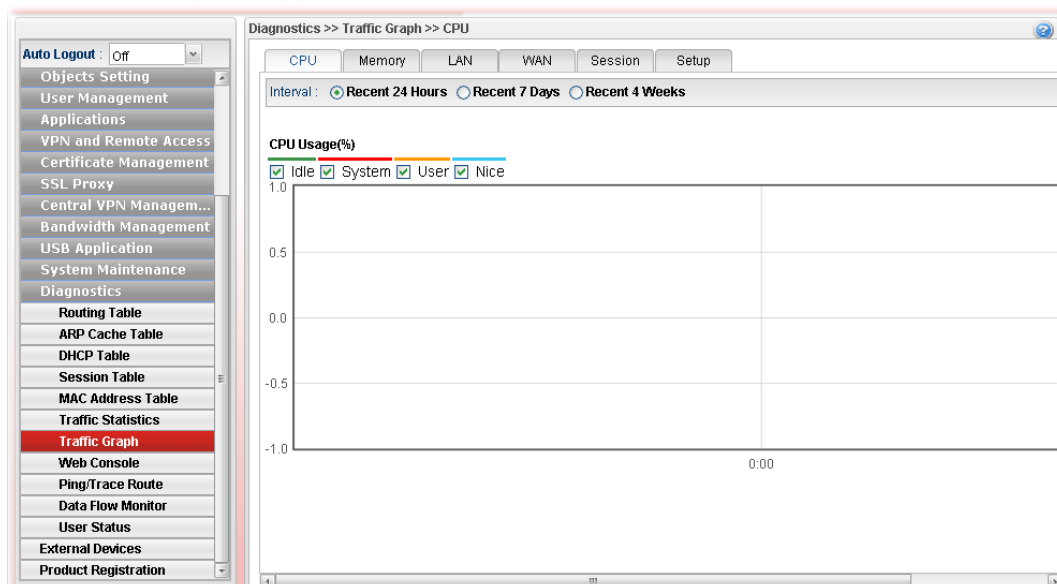 Auto Logout : Off
Objects Setting
User Management
Applications
VPN and Remote Access
Certificate Management
SSL Proxy
Central VPN Managem...
Bandwidth Management
USB Application
System Maintenance
Diagnostics
Routing Table
ARP Cache Table
DHCP Table
Session Table
MAC Address Table
Traffic Statistics
Traffic Graph
Web Console
Ping/Trace Route
Data Flow Monitor
User Status
External Devices
Product Registration
Diagnostics >> Traffic Graph >> CPU
?
CPU Memory LAN WAN Session Setup
Interval : Recent 24 Hours Recent 7 Days Recent 4 Weeks
CPU Usage(%)
Idle System User Nice
1.0
0.5
0.0
-0.5
-1.0
0:00